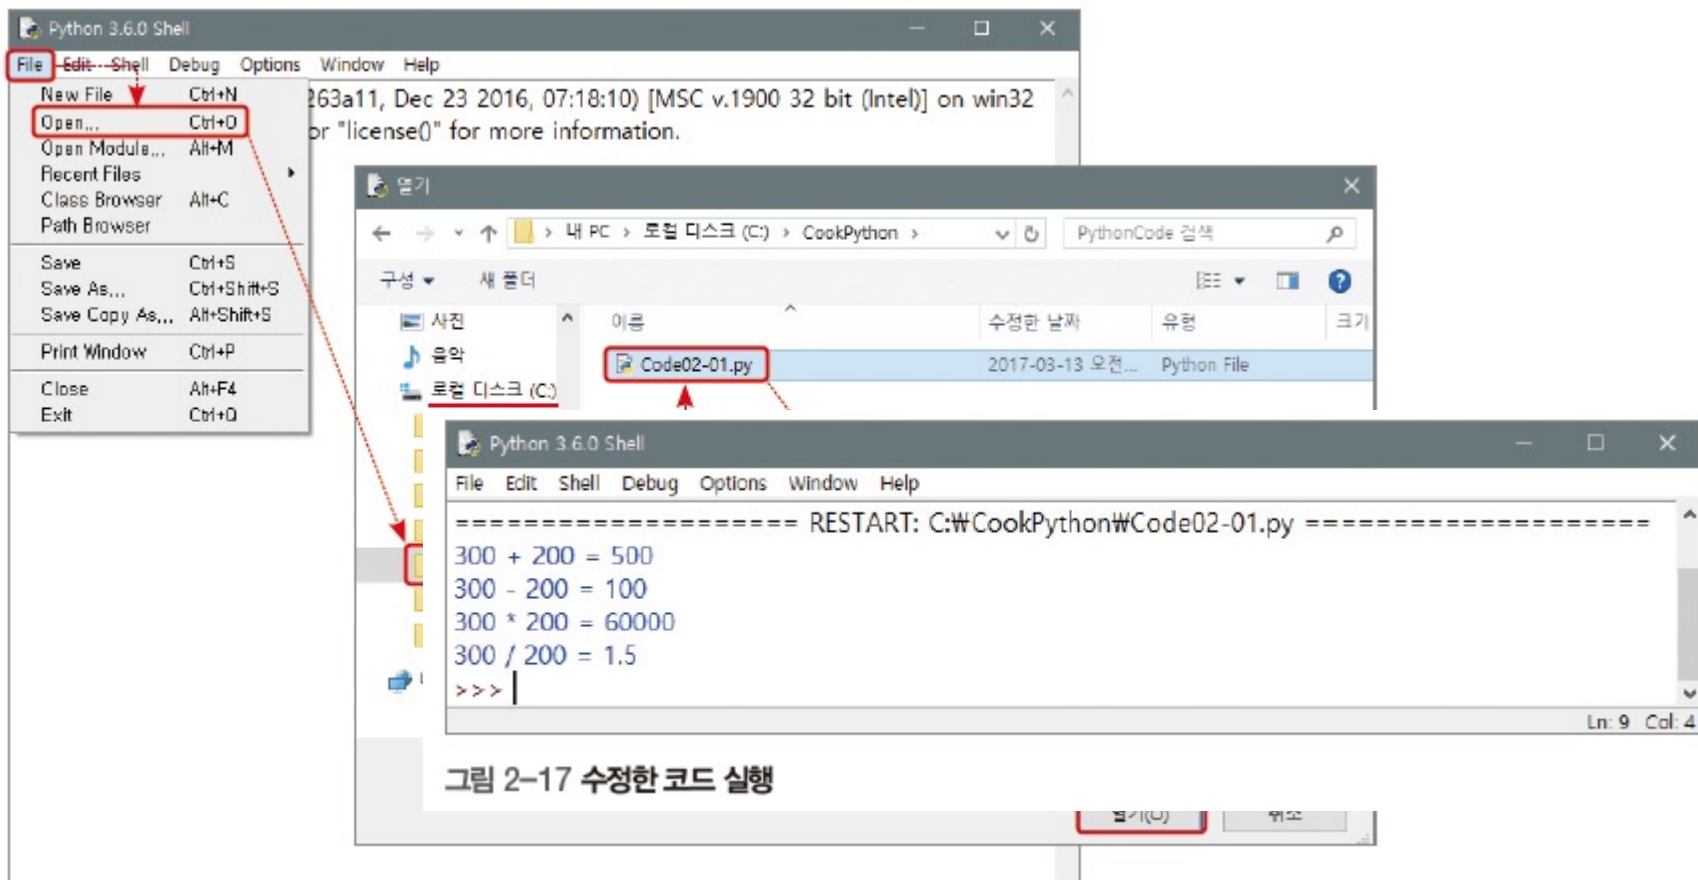 Python 3.6.0 Shell
File Edit Shell Debug Options Window Help
New File Ctrl+N
Open... Ctrl+O
Open Module... Alt+M
Recent Files
Class Browser Alt+C
Path Browser
Save Ctrl+S
Save As... Ctrl+Shift+S
Save Copy As... Alt+Shift+S
Print Window Ctrl+P
Close Alt+F4
Exit Ctrl+Q
263a11, Dec 23 2016, 07:18:10) [MSC v.1900 32 bit (Intel)] on win32
or "license()" for more information.
열기
내 PC > 로컬 디스크 (C:) > CookPython >
PythonCode 검색
구성 새 폴더
사진
음악
로컬 디스크 (C:)
이름 수정한 날짜 유형 크기
Code02-01.py 2017-03-13 오전... Python File
Python 3.6.0 Shell
File Edit Shell Debug Options Window Help
==================== RESTART: C:₩CookPython₩Code02-01.py ====================
300 + 200 = 500
300 - 200 = 100
300 * 200 = 60000
300 / 200 = 1.5
>>>
Ln: 9 Col: 4
그림 2-17 수정한 코드 실행
열기(O) 취소